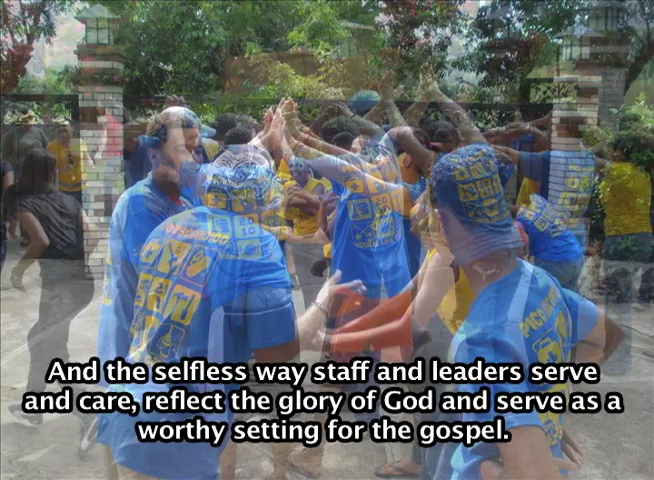 PICO
And the selfless way staff and leaders serve
and care, reflect the glory of God and serve as a
worthy setting for the gospel.